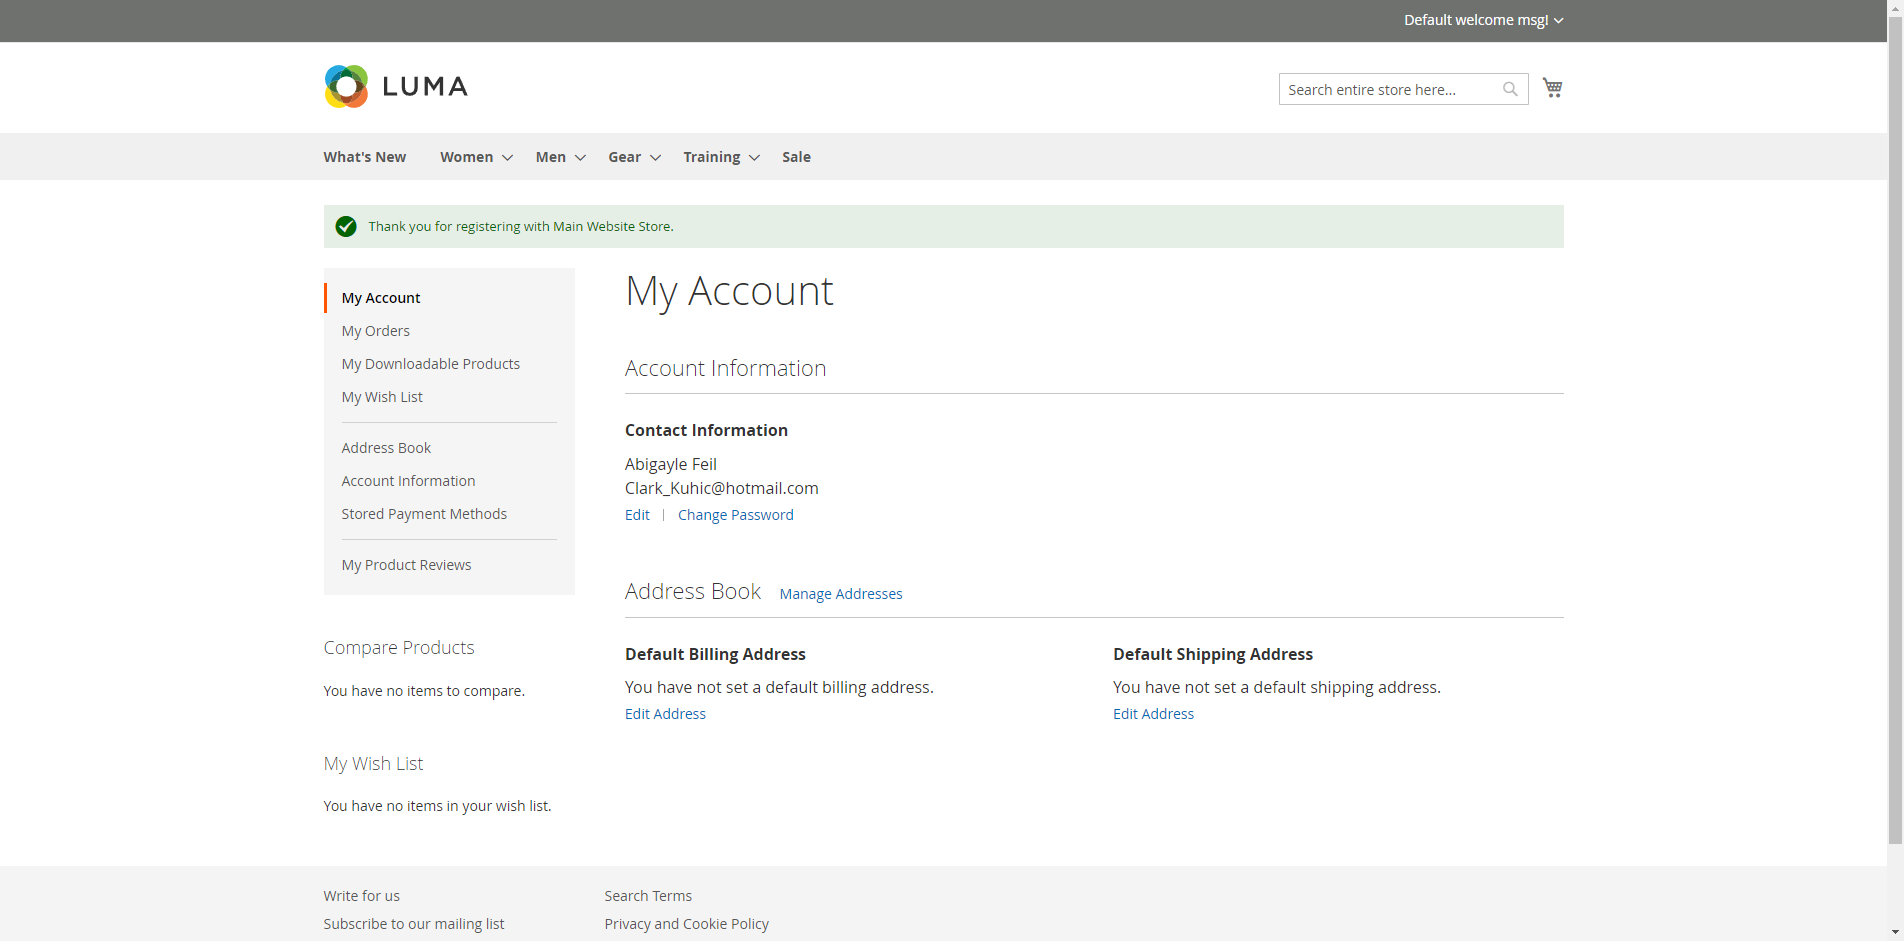 Default welcome msg!
LUMA
Search entire store here...
What's New Women Men Gear Training Sale
Thank you for registering with Main Website Store.
My Account
My Orders
My Downloadable Products
My Wish List
Address Book
Account Information
Stored Payment Methods
My Product Reviews
Compare Products
You have no items to compare.
My Wish List
You have no items in your wish list.
My Account
Account Information
Contact Information
Abigayle Feil
Clark_Kuhic@hotmail.com
Edit | Change Password
Address Book Manage Addresses
Default Billing Address
You have not set a default billing address.
Edit Address
Default Shipping Address
You have not set a default shipping address.
Edit Address
Write for us
Subscribe to our mailing list
Search Terms
Privacy and Cookie Policy